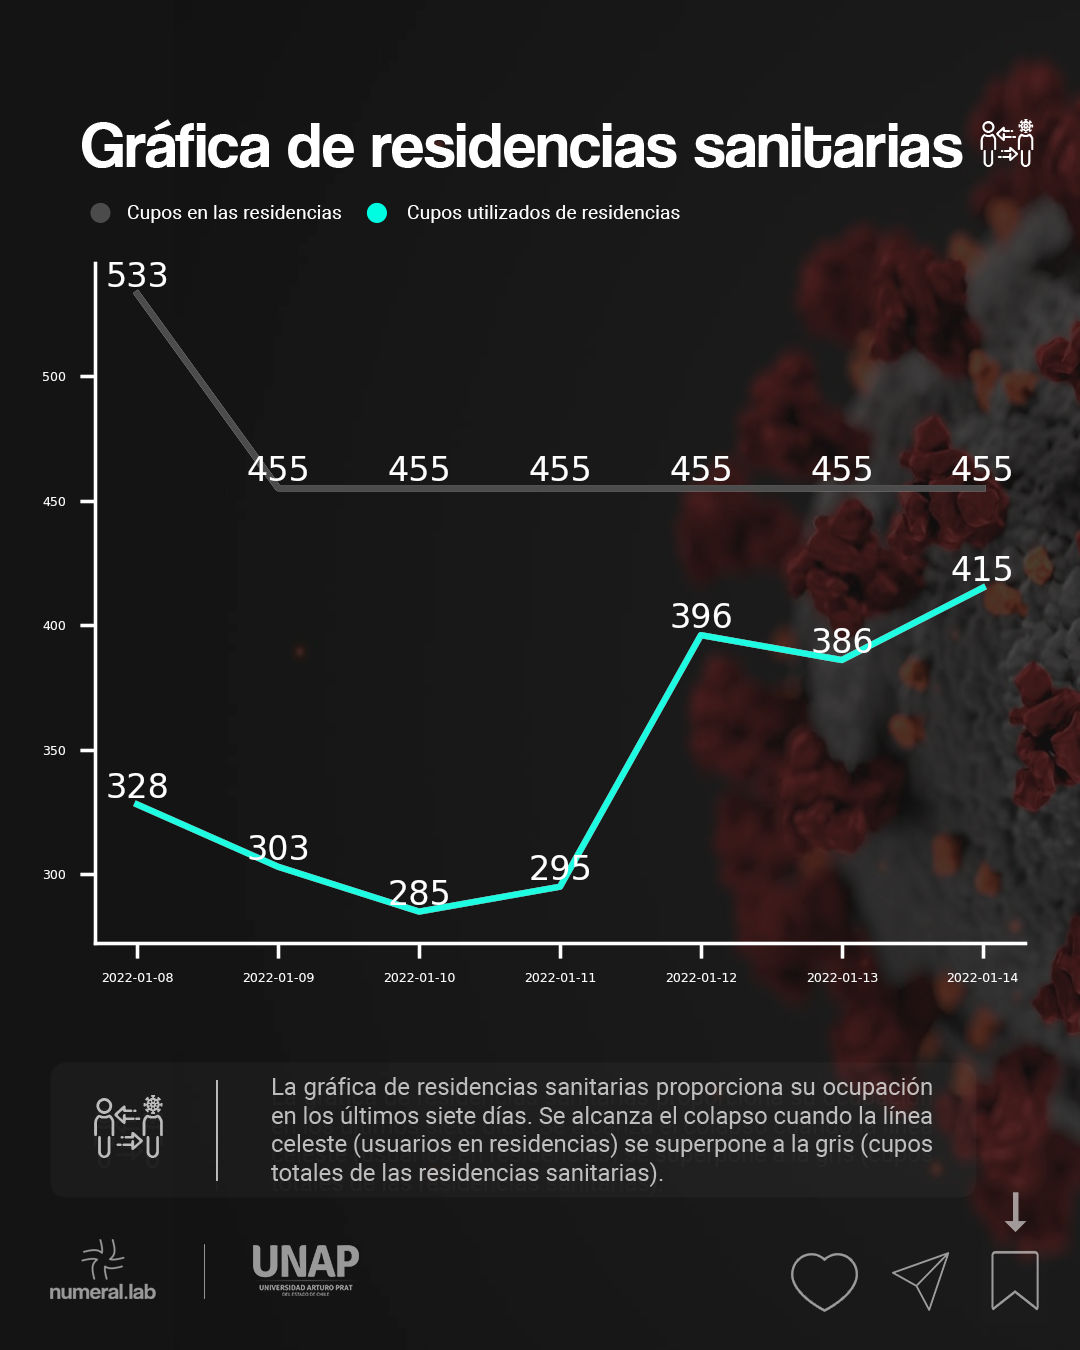 Gráfica de residencias sanitarias
Cupos en las residencias
Cupos utilizados de residencias
533
500
455 455 455 455 455 455
450
415
400
396
386
350
328
303
295
285
300
2022-01-08 2022-01-09 2022-01-10 2022-01-11 2022-01-12 2022-01-13 2022-01-14
La gráfica de residencias sanitarias proporciona su ocupación
en los últimos siete días. Se alcanza el colapso cuando la línea
celeste (usuarios en residencias) se superpone a la gris (cupos
totales de las residencias sanitarias).
numeral.lab
UNAP
UNIVERSIDAD ARTURO PRAT
DEL ESTADO DE CHILE